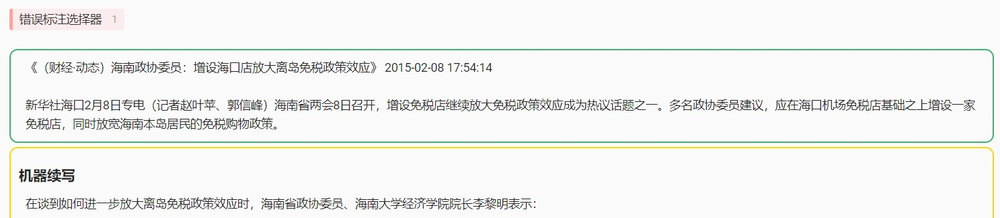 错误标注选择器 1
《（财经·动态）海南政协委员：增设海口店放大离岛免税政策效应》 2015-02-08 17:54:14
新华社海口2月8日专电（记者赵叶苹、郭信峰）海南省两会8日召开，增设免税店继续放大免税政策效应成为热议话题之一。多名政协委员建议，应在海口机场免税店基础之上增设一家
免税店，同时放宽海南本岛居民的免税购物政策。
机器续写
在谈到如何进一步放大离岛免税政策效应时，海南省政协委员、海南大学经济学院院长李黎明表示：